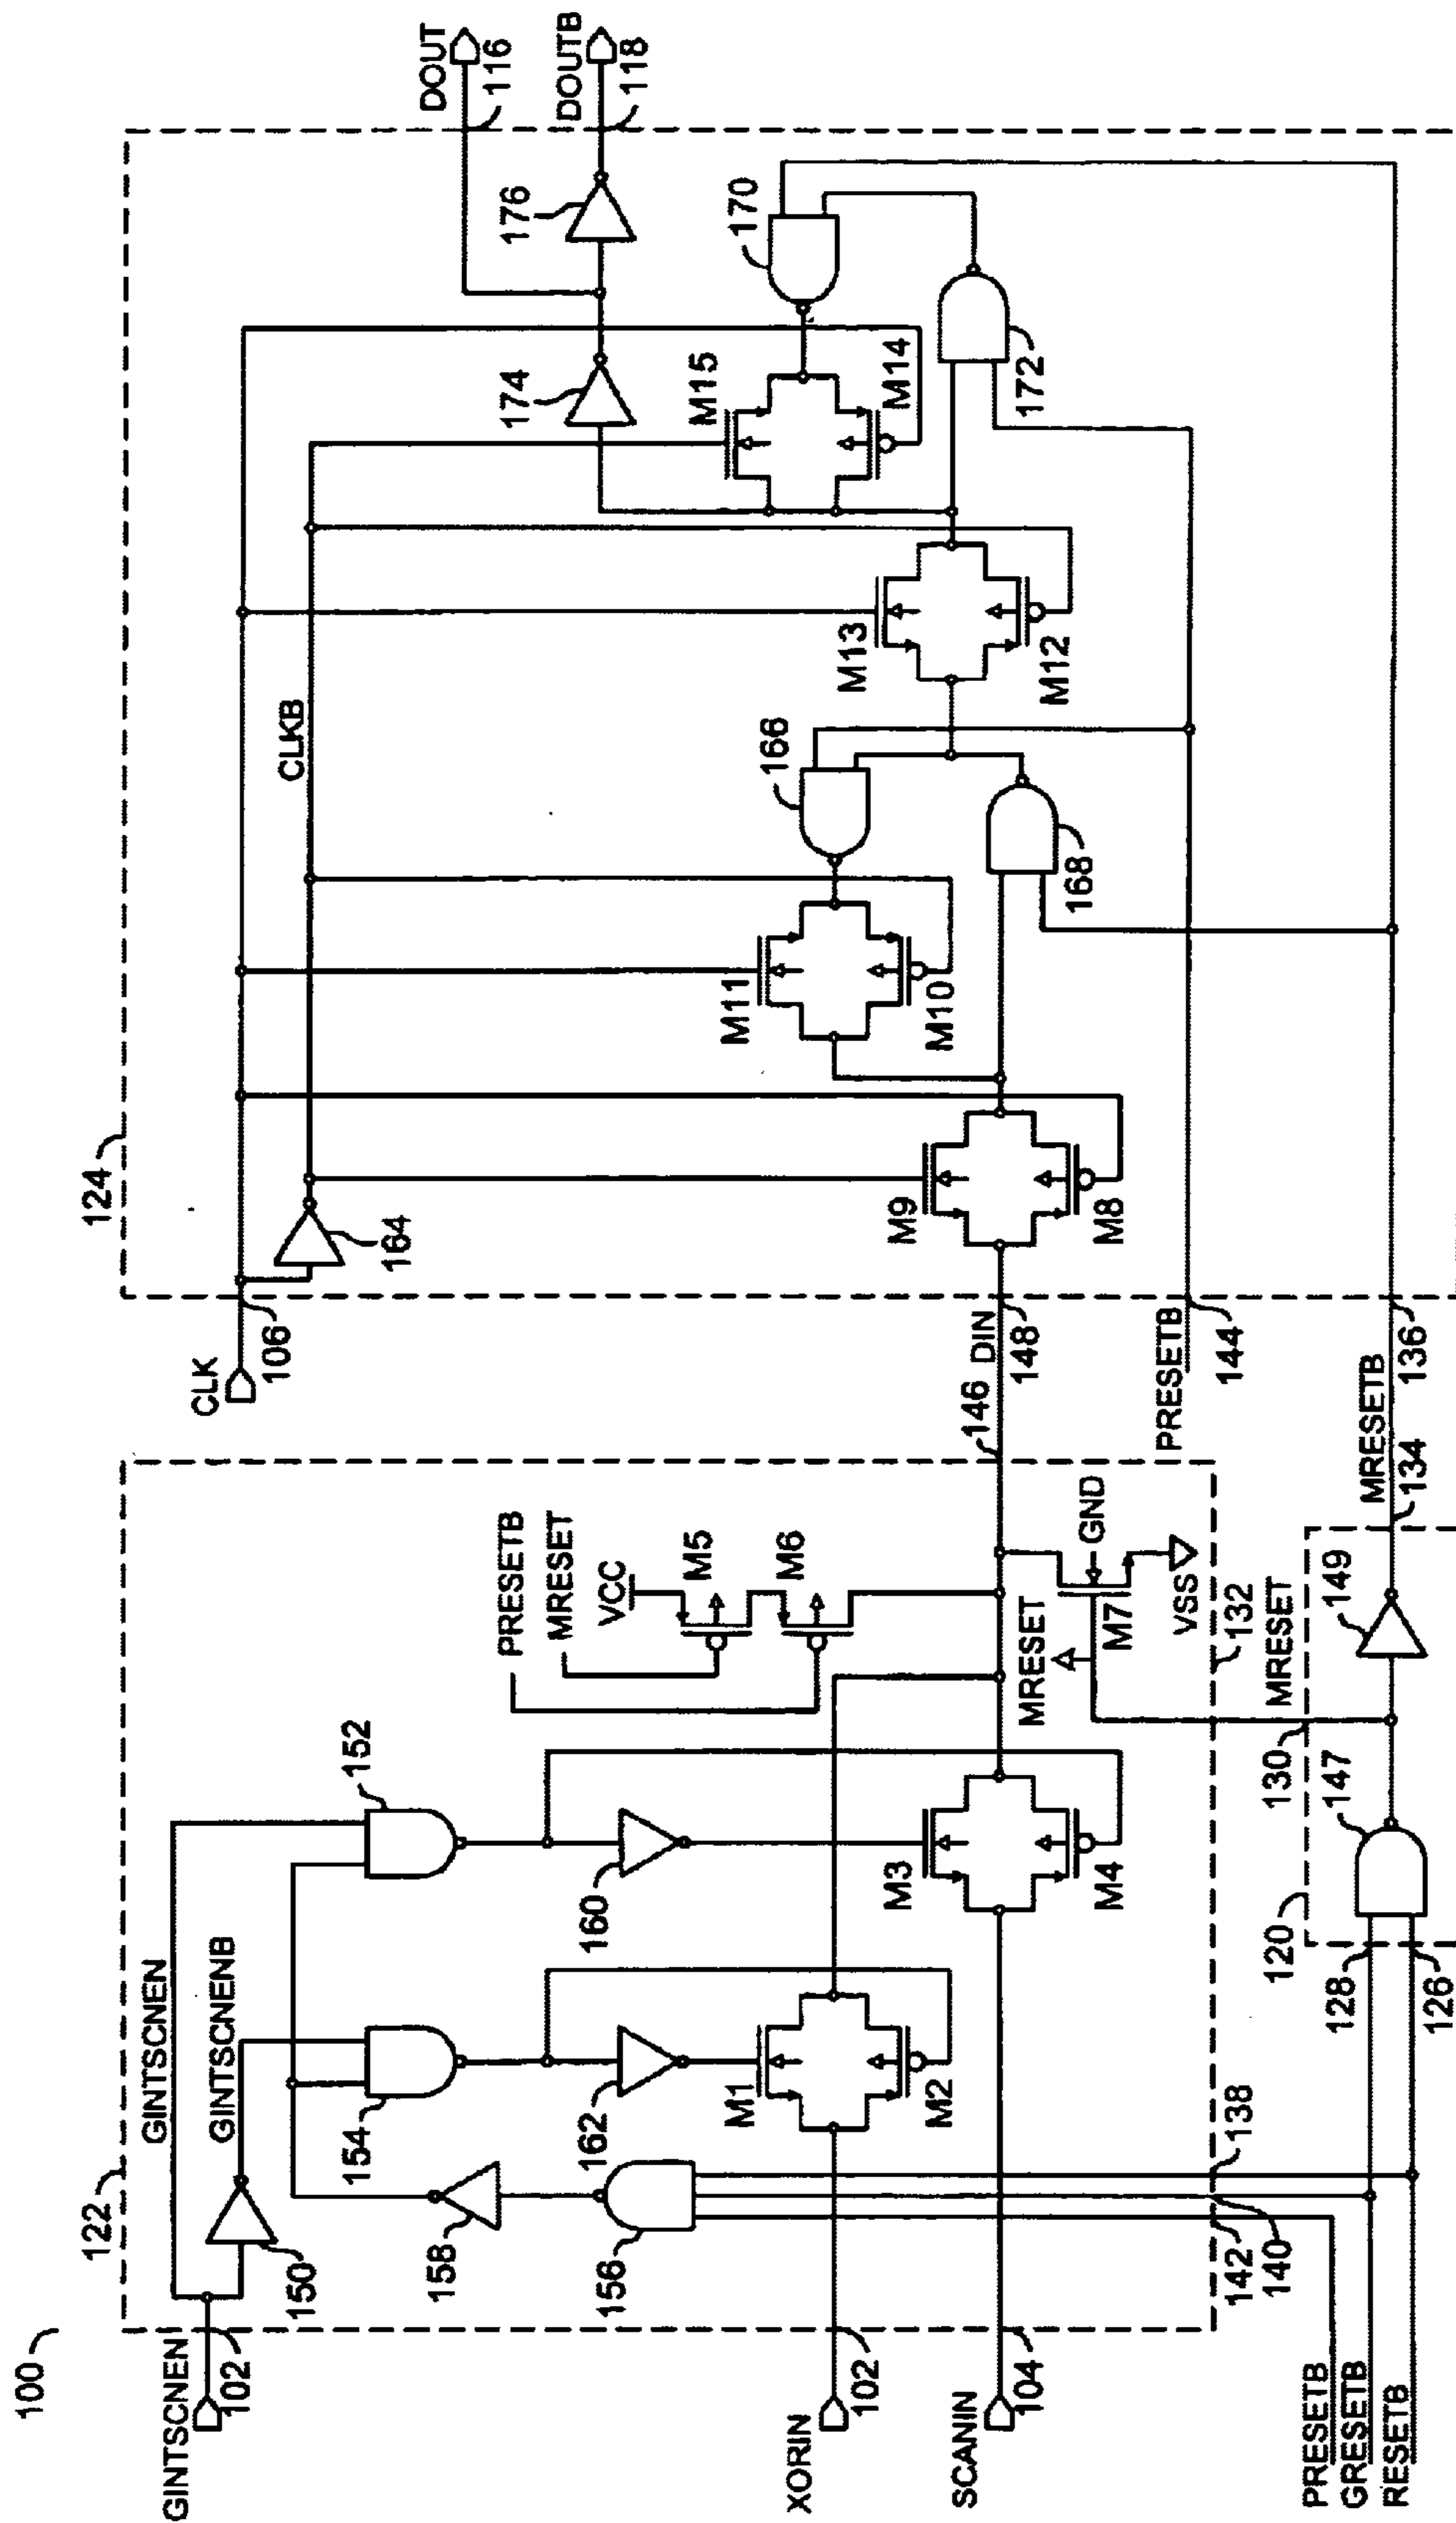 100
122
124
GINTSCNEN
102
GINTSCNEN
GINTSCNENB
150
154
152
158
162
160
156
M1
M2
M3
M4
XORIN
102
SCANIN
104
PRESETB
MRESET
VCC
M5
M6
MRESET
M7
GND
VSS
132
142
140
138
PRESETB
GRESETB
RESETB
128
126
120
130
147
MRESET
149
MRESETB
134
136
146
DIN
148
PRESETB
144
CLK
106
164
CLKB
M9
M8
M11
M10
166
168
M13
M12
M15
M14
170
172
174
176
DOUT
116
DOUTB
118